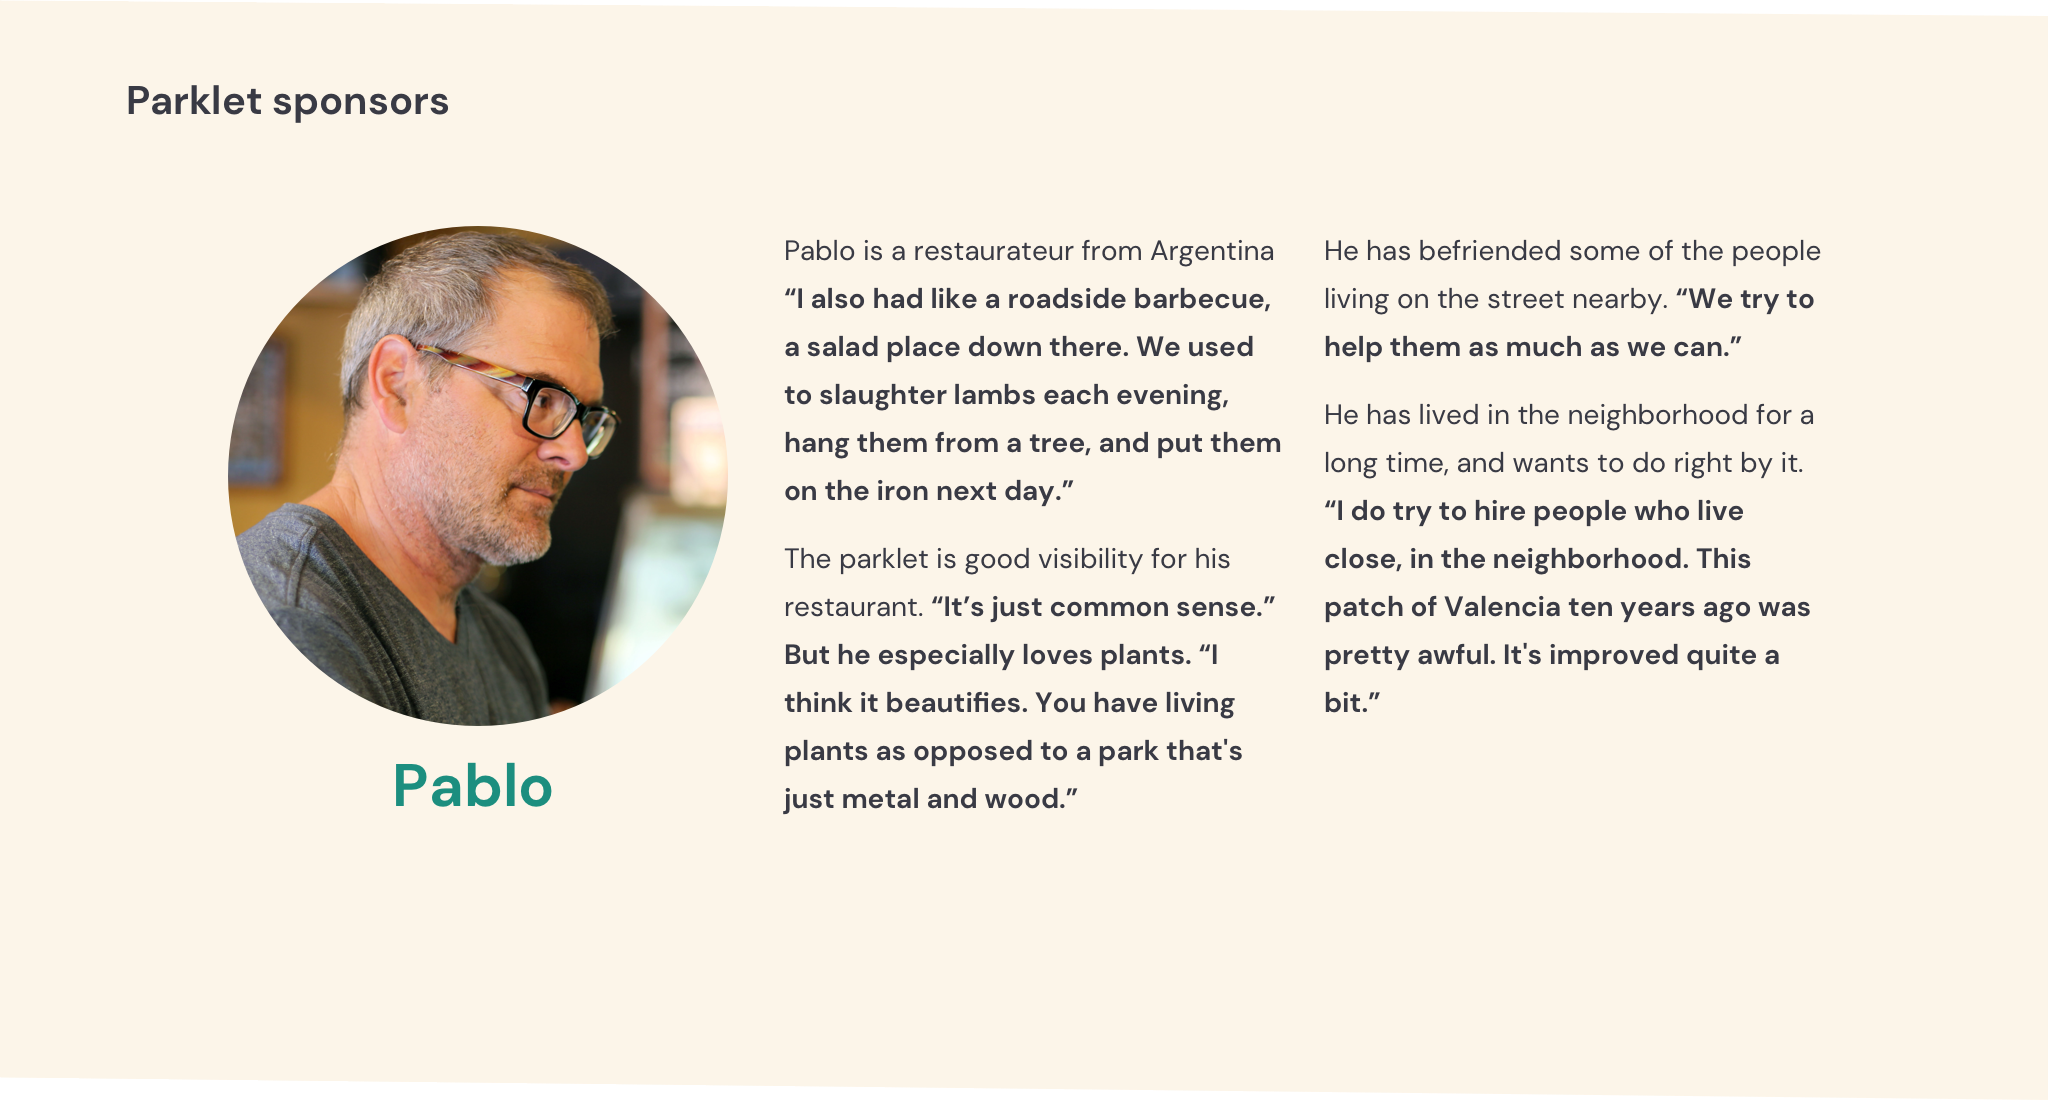 Parklet sponsors
Pablo
Pablo is a restaurateur from Argentina
“I also had like a roadside barbecue,
a salad place down there. We used
to slaughter lambs each evening,
hang them from a tree, and put them
on the iron next day.”
The parklet is good visibility for his
restaurant. “It’s just common sense.”
But he especially loves plants. “I
think it beautifies. You have living
plants as opposed to a park that's
just metal and wood.”
He has befriended some of the people
living on the street nearby. “We try to
help them as much as we can.”
He has lived in the neighborhood for a
long time, and wants to do right by it.
“I do try to hire people who live
close, in the neighborhood. This
patch of Valencia ten years ago was
pretty awful. It's improved quite a
bit.”